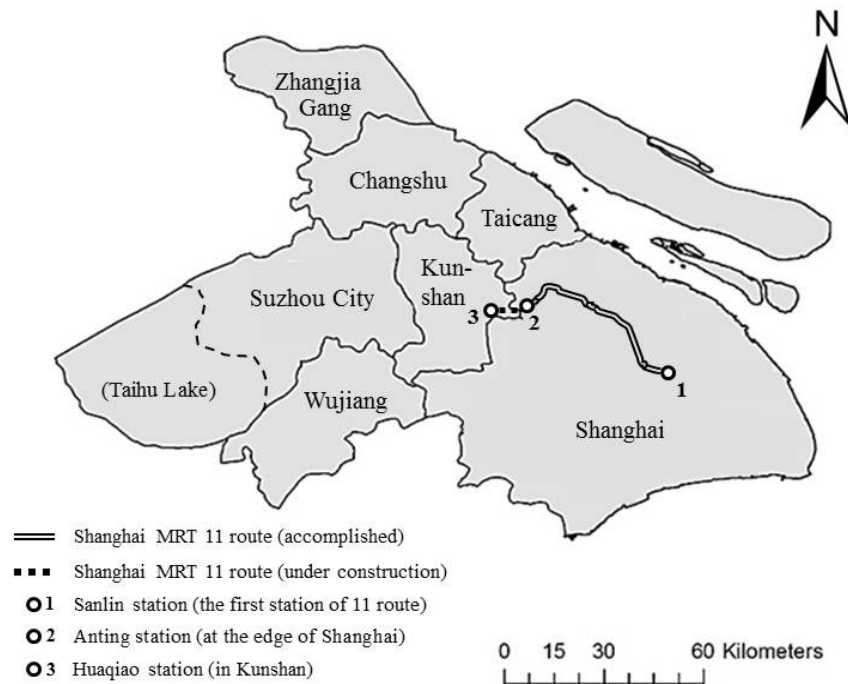 N
Zhangjia
Gang
Changshu
Taicang
Kun-
shan
Suzhou City
3
2
(Taihu Lake)
Wujiang
1
Shanghai
Shanghai MRT 11 route (accomplished)
Shanghai MRT 11 route (under construction)
1 Sanlin station (the first station of 11 route)
2 Anting station (at the edge of Shanghai)
3 Huaqiao station (in Kunshan)
0 15 30 60 Kilometers